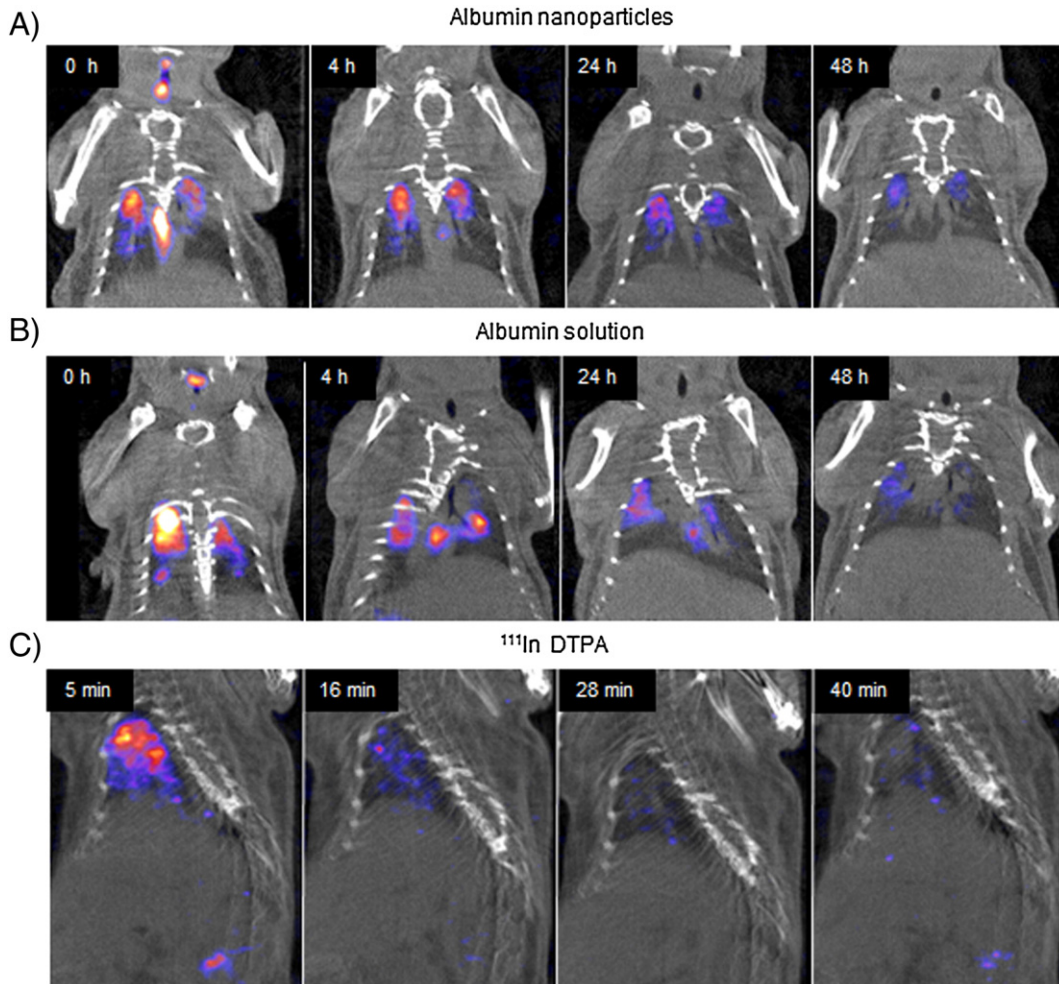 A)
Albumin nanoparticles
0 h
4 h
24 h
48 h
B)
Albumin solution
0 h
4 h
24 h
48 h
C)
¹¹¹In DTPA
5 min
16 min
28 min
40 min